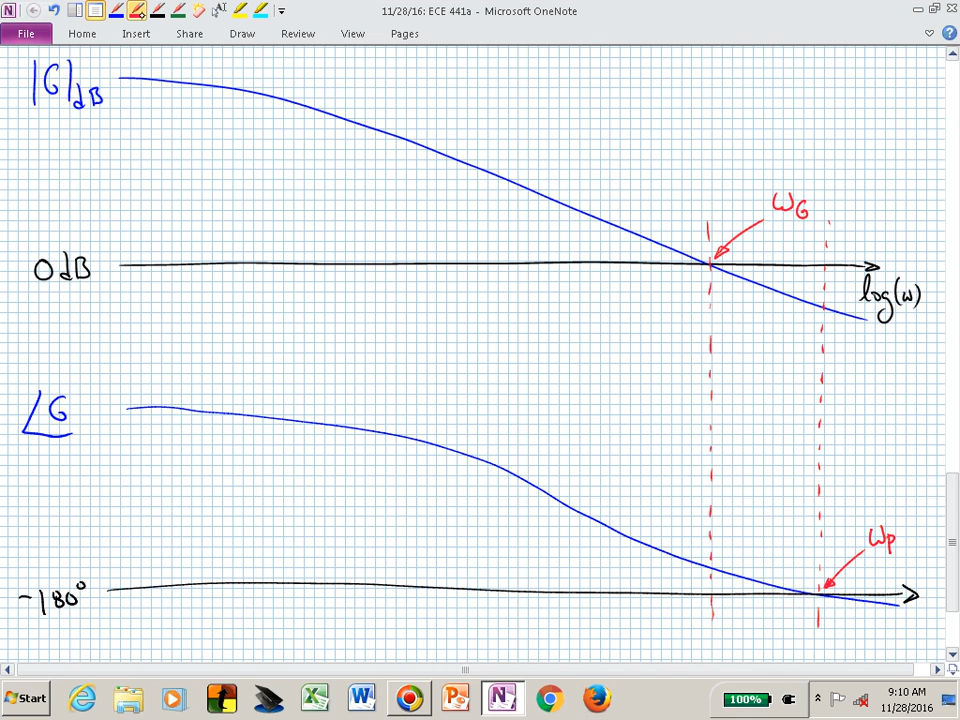 11/28/16: ECE 441a - Microsoft OneNote
File Home Insert Share Draw Review View Pages
|G|dB
ωG
0dB
log(ω)
∠G
ωP
-180°
Start
100%
9:10 AM
11/28/2016